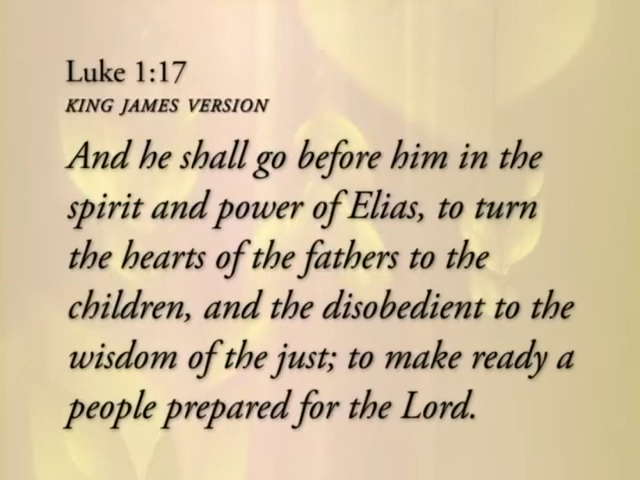 Luke 1:17
KING JAMES VERSION
And he shall go before him in the
spirit and power of Elias, to turn
the hearts of the fathers to the
children, and the disobedient to the
wisdom of the just; to make ready a
people prepared for the Lord.